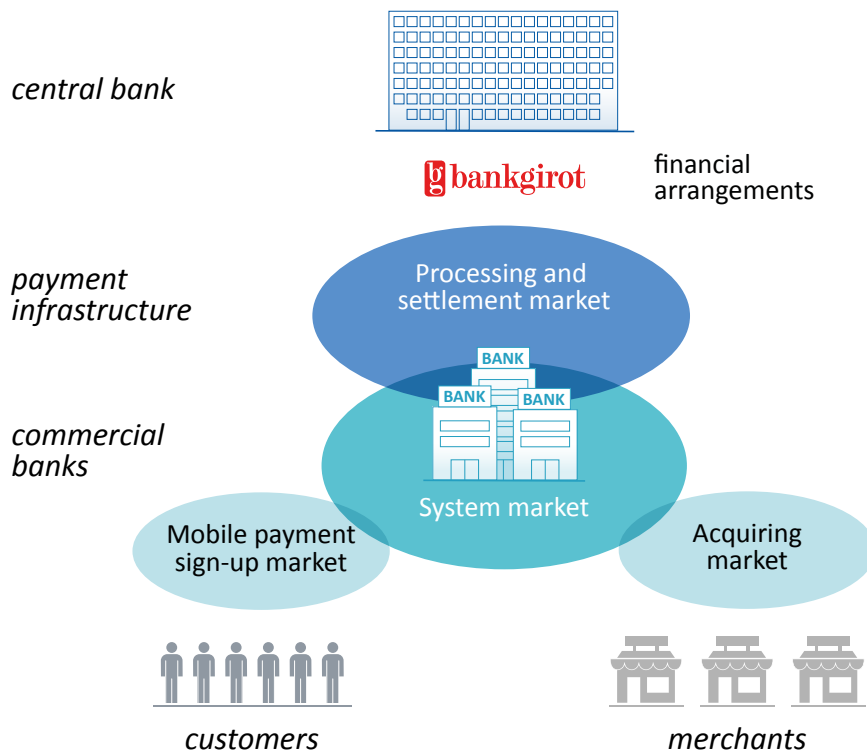 central bank
bg bankgirot
financial
arrangements
payment
infrastructure
Processing and
settlement market
BANK
BANK
BANK
commercial
banks
System market
Mobile payment
sign-up market
Acquiring
market
customers
merchants